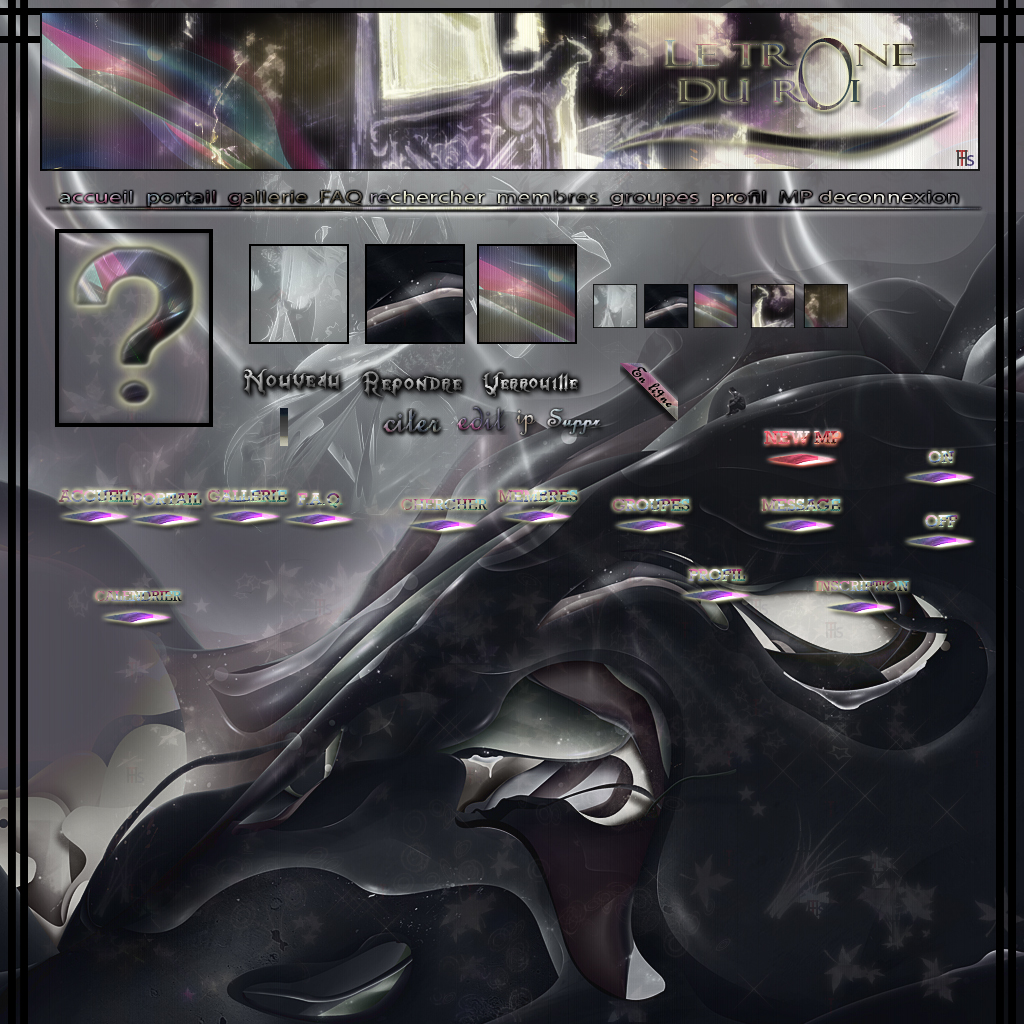 LE TRONE
DU ROI
THs
accueil portail gallerie FAQ rechercher membres groupes profil MP deconnexion
?
Nouveau Repondre Verrouille
En ligne
citer edit ip Suppr
NEW MP
ON
ACCUEIL PORTAIL GALLERIE F.A.Q CHERCHER MEMBRES GROUPES MESSAGE
OFF
PROFIL
INSCRIPTION
CALENDRIER